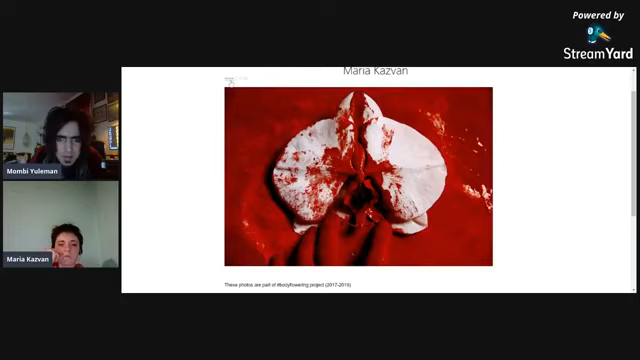 Powered by
StreamYard
Maria Kazvan
Mombi Yuleman
Maria Kazvan
These photos are part of #bodyflowering project (2017-2019)